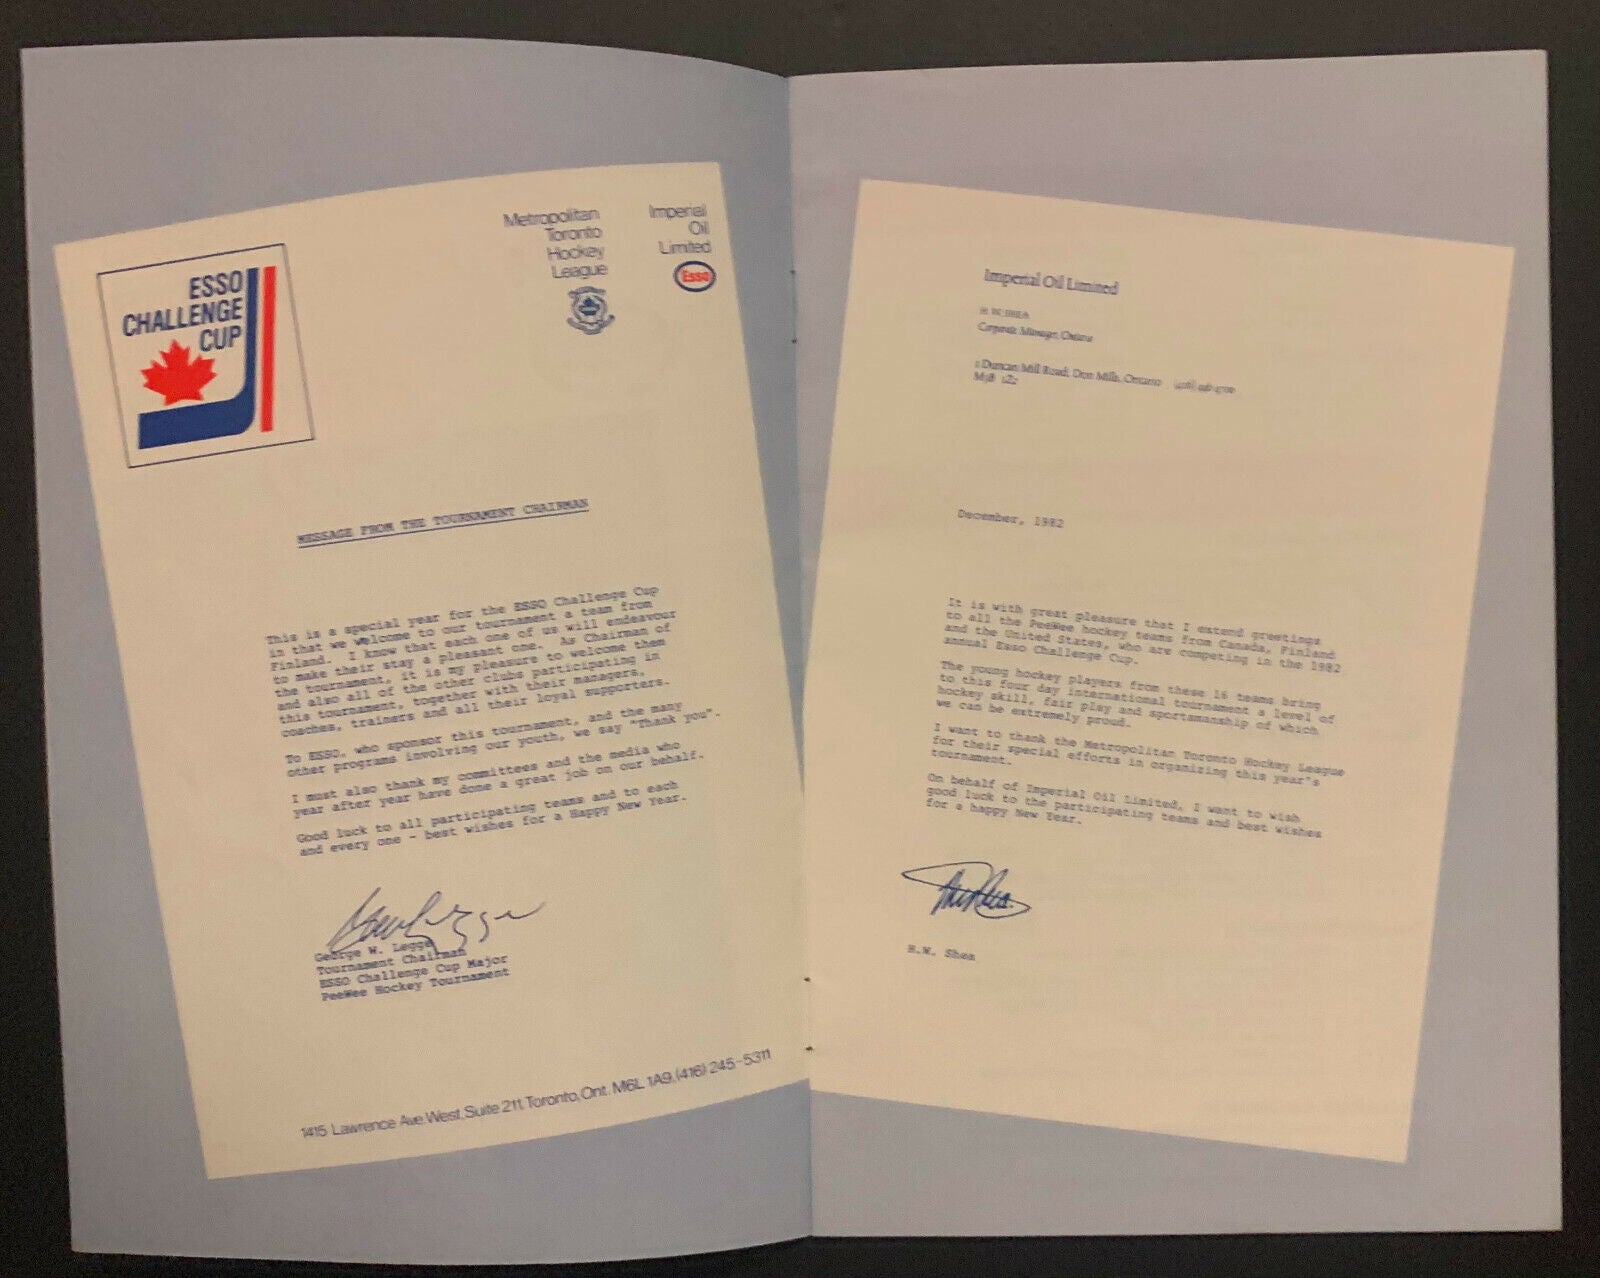 ESSO
CHALLENGE
CUP
Metropolitan
Toronto
Hockey
League
Imperial
Oil
Limited
Esso
MESSAGE FROM THE TOURNAMENT CHAIRMAN
This is a special year for the ESSO Challenge Cup
in that we welcome to our tournament a team from
Finland. I know that each one of us will endeavour
to make their stay a pleasant one. As Chairman of
the tournament, it is my pleasure to welcome them
and also all of the other clubs participating in
this tournament, together with their managers,
coaches, trainers and all their loyal supporters.
To ESSO, who sponsor this tournament, and the many
other programs involving our youth, we say "Thank you".
I must also thank my committees and the media who
year after year have done a great job on our behalf.
Good luck to all participating teams and to each
and every one - best wishes for a Happy New Year.
George W. Legge
Tournament Chairman
ESSO Challenge Cup Major
PeeWee Hockey Tournament
1415 Lawrence Ave. West, Suite 211, Toronto, Ont. M6L 1A9, (416) 245-5311
Imperial Oil Limited
H. W. SHEA
Corporate Manager, Ontario
1 Duncan Mill Road, Don Mills, Ontario
M3B 1Z2
December, 1982
It is with great pleasure that I extend greetings
to all the PeeWee hockey teams from Canada, Finland
and the United States, who are competing in the 1982
annual Esso Challenge Cup.
The young hockey players from these 16 teams bring
to this four day international tournament a level of
hockey skill, fair play and sportsmanship of which
we can be extremely proud.
I want to thank the Metropolitan Toronto Hockey League
for their special efforts in organizing this year's
tournament.
On behalf of Imperial Oil Limited, I want to wish
good luck to the participating teams and best wishes
for a happy New Year.
H.W. Shea